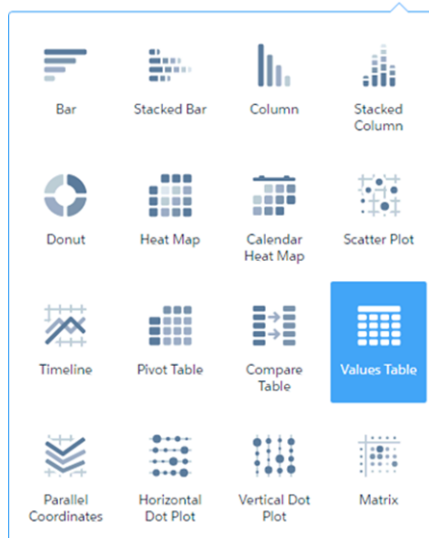 Bar
Stacked Bar
Column
Stacked
Column
Donut
Heat Map
Calendar
Heat Map
Scatter Plot
Timeline
Pivot Table
Compare
Table
Values Table
Parallel
Coordinates
Horizontal
Dot Plot
Vertical Dot
Plot
Matrix